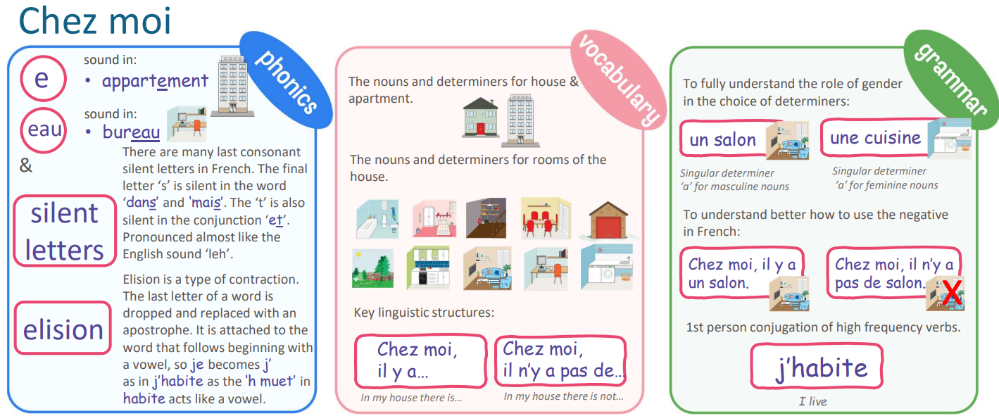 Chez moi
phonics
e
sound in:
• appartement
eau
sound in:
• bureau
&
silent
letters
There are many last consonant
silent letters in French. The final
letter ‘s’ is silent in the word
‘dans’ and ‘mais’. The ‘t’ is also
silent in the conjunction ‘et’.
Pronounced almost like the
English sound ‘leh’.
elision
Elision is a type of contraction.
The last letter of a word is
dropped and replaced with an
apostrophe. It is attached to the
word that follows beginning with
a vowel, so je becomes j’
as in j’habite as the ‘h muet’ in
habite acts like a vowel.
vocabulary
The nouns and determiners for house &
apartment.
The nouns and determiners for rooms of the
house.
Key linguistic structures:
Chez moi,
il y a…
In my house there is…
Chez moi,
il n’y a pas de…
In my house there is not…
grammar
To fully understand the role of gender
in the choice of determiners:
un salon
Singular determiner
‘a’ for masculine nouns
une cuisine
Singular determiner
‘a’ for feminine nouns
To understand better how to use the negative
in French:
Chez moi, il y a
un salon.
Chez moi, il n’y a
pas de salon.
X
1st person conjugation of high frequency verbs.
j’habite
I live